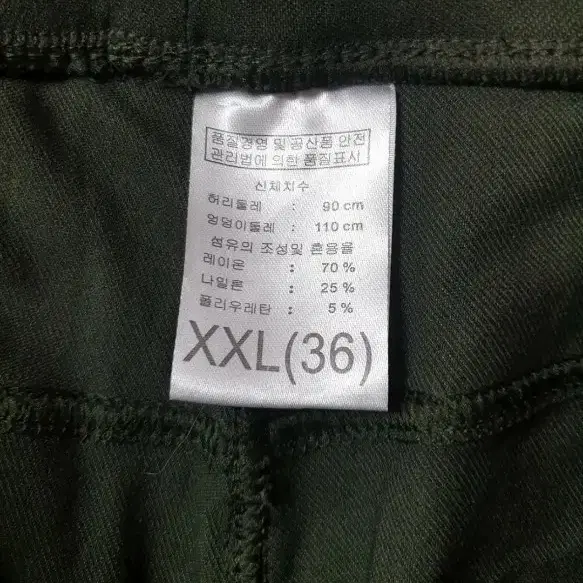 품질경영 및 공산품 안전
관리법에 의한 품질표시
신체치수
허리둘레 : 90 cm
엉덩이둘레 : 110 cm
섬유의 조성및 혼용율
레이온 : 70 %
나일론 : 25 %
폴리우레탄 : 5 %
XXL(36)